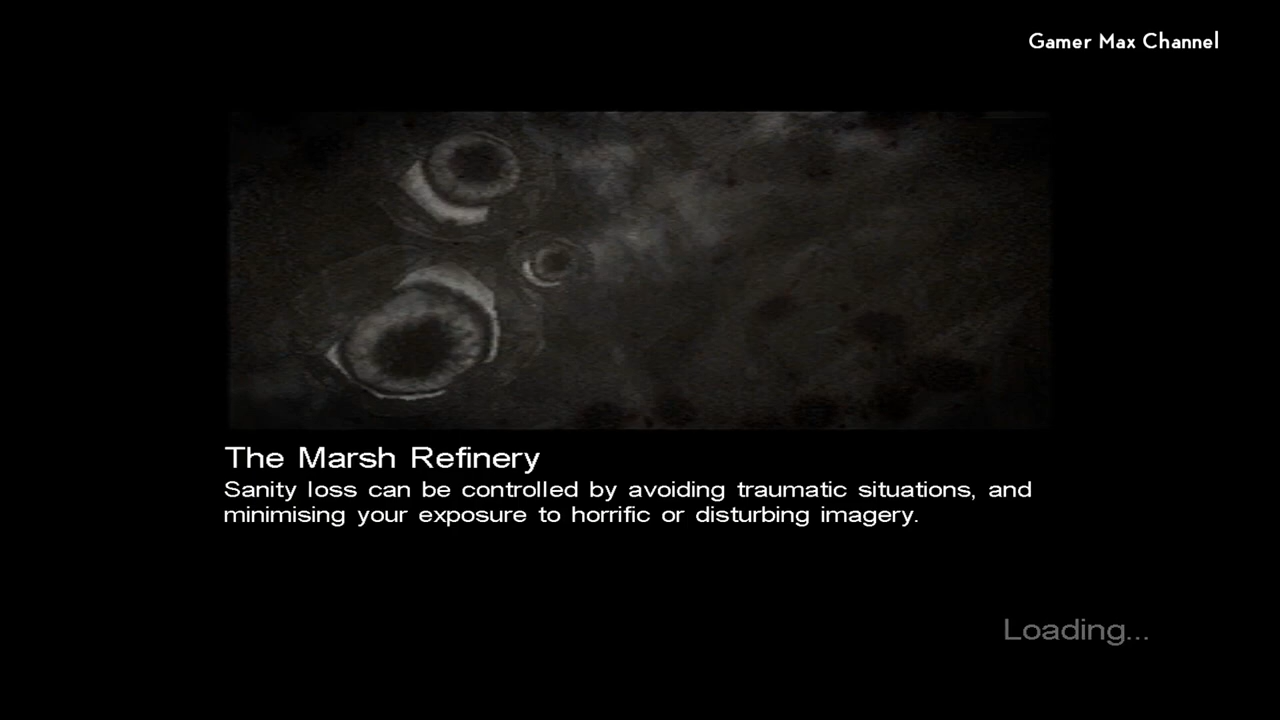 Gamer Max Channel
The Marsh Refinery
Sanity loss can be controlled by avoiding traumatic situations, and
minimising your exposure to horrific or disturbing imagery.
Loading...